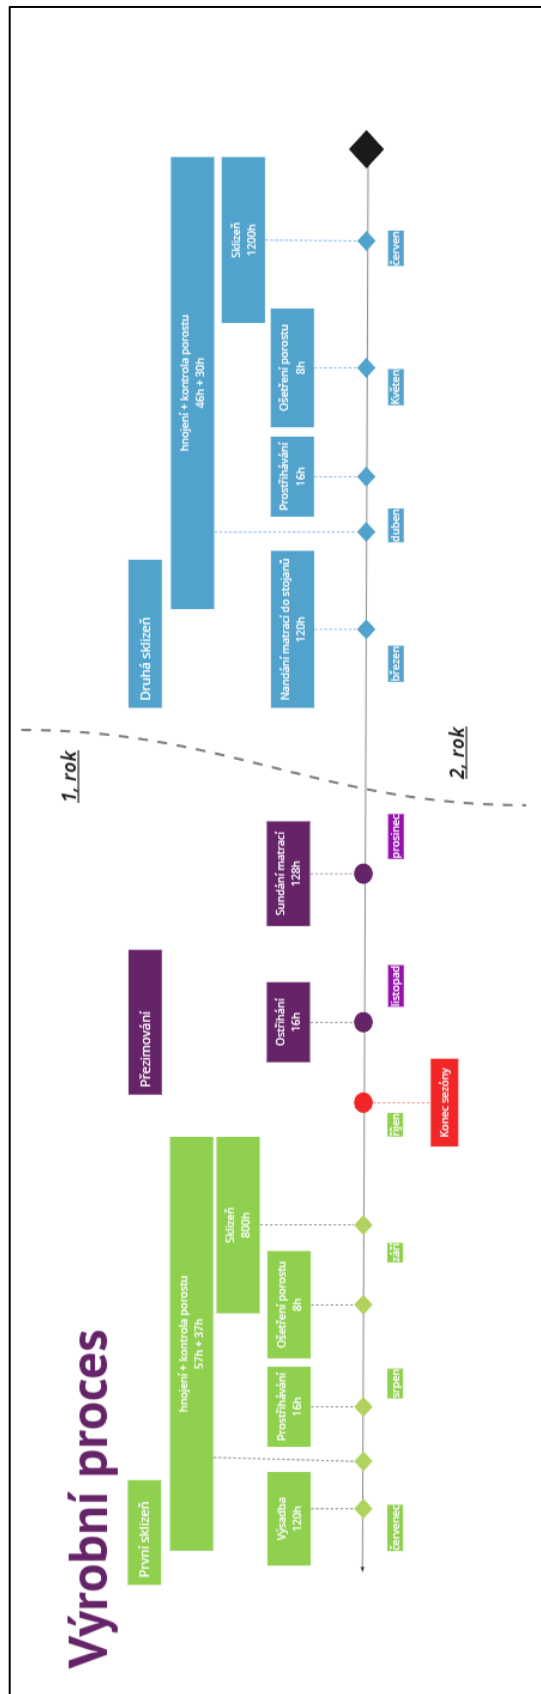 Výrobní proces
První sklizeň
hnojení + kontrola porostu
57h + 37h
Sklizeň
800h
Výsadba
120h
Prostřihávání
16h
Ošetření porostu
8h
červenec
srpen
září
říjen
Konec sezóny
Přezimování
Ostříhání
16h
Sundání matrací
128h
listopad
prosinec
1, rok
2, rok
Druhá sklizeň
hnojení + kontrola porostu
46h + 30h
Sklizeň
1200h
Nandání matrací do stojanů
120h
Prostřihávání
16h
Ošetření porostu
8h
březen
duben
Květen
červen